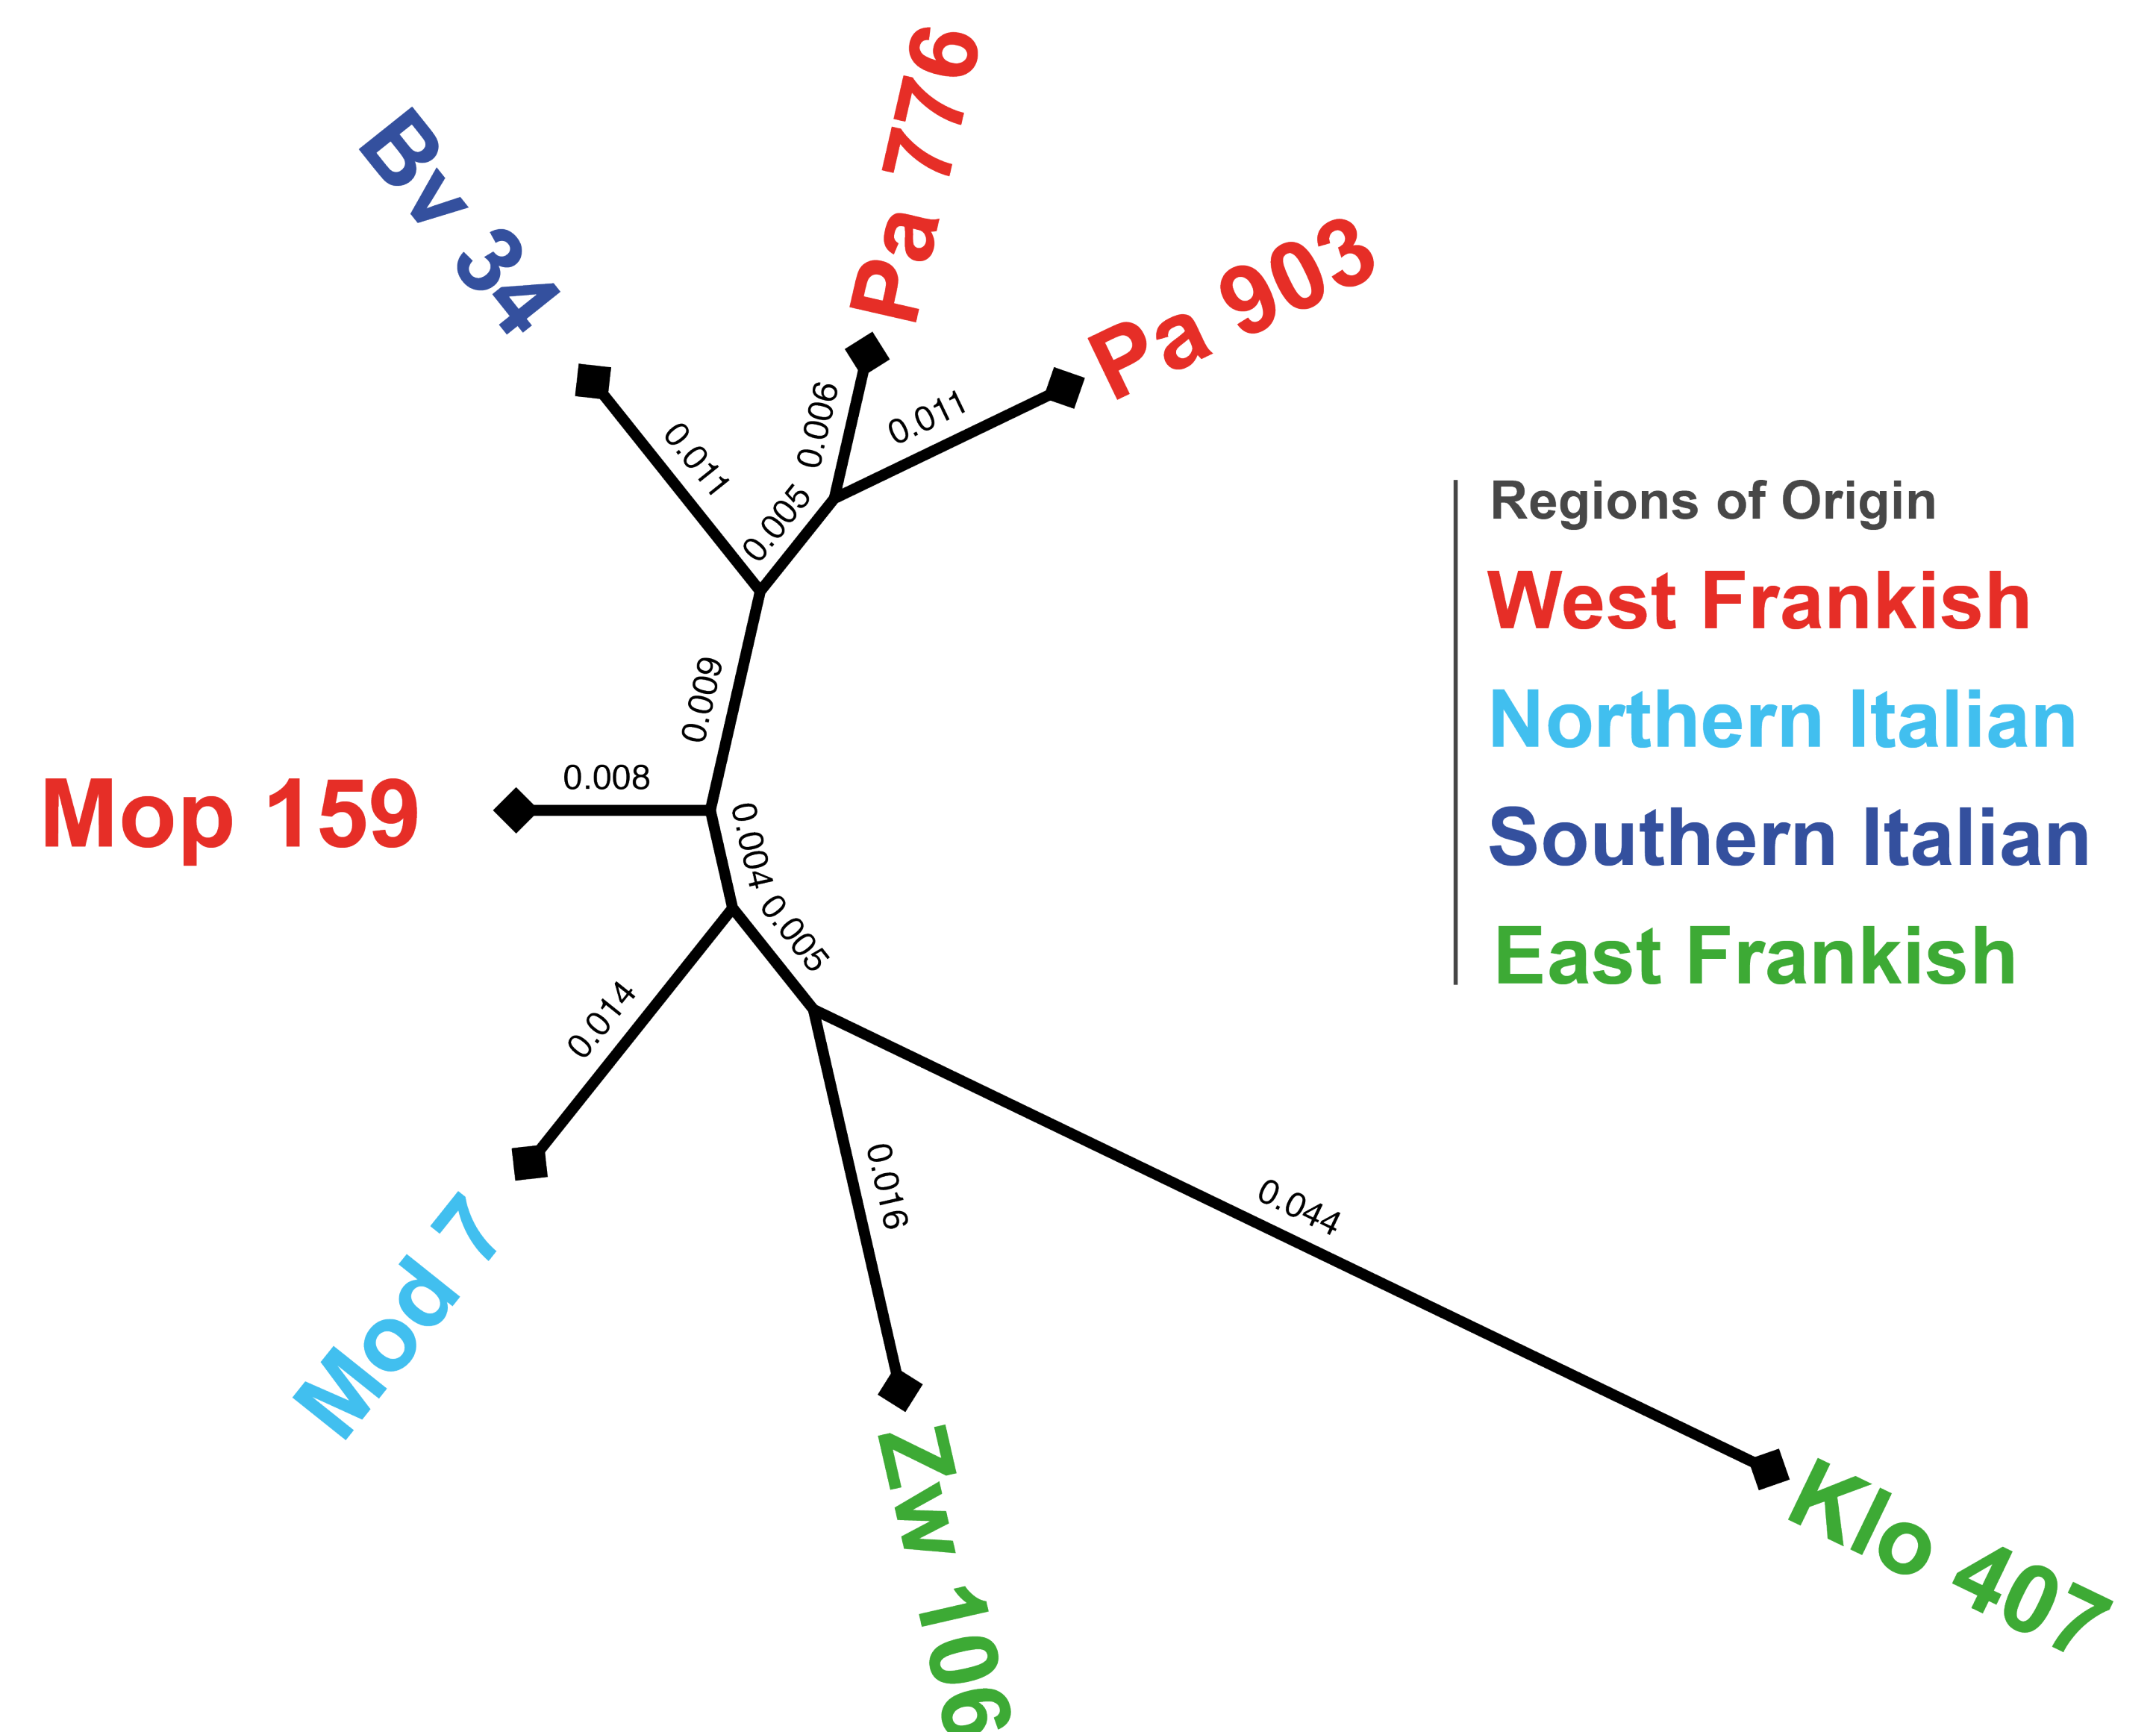 Pa 776
Bv 34
Pa 903
0.006
0.011
0.011
0.005
Regions of Origin
West Frankish
0.009
Northern Italian
0.008
Mop 159
Southern Italian
0.004
0.005
East Frankish
0.014
0.016
0.044
Mod 7
Zw 106
Klo 407